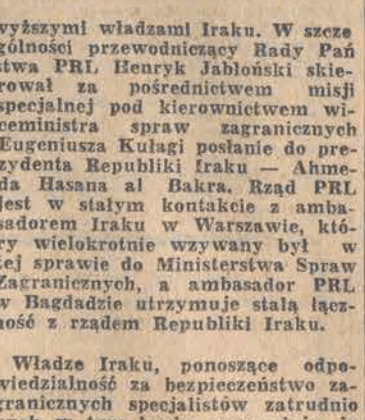 wyższymi władzami Iraku. W szcze
gólności przewodniczący Rady Pań
stwa PRL Henryk Jabłoński skie-
rował za pośrednictwem misji
specjalnej pod kierownictwem wi-
ceministra spraw zagranicznych
Eugeniusza Kułagi posłanie do pre-
zydenta Republiki Iraku — Ahme-
da Hasana al Bakra. Rząd PRL
jest w stałym kontakcie z amba-
sadorem Iraku w Warszawie, któ-
ry wielokrotnie wzywany był w
tej sprawie do Ministerstwa Spraw
Zagranicznych, a ambasador PRL
w Bagdadzie utrzymuje stałą łącz-
ność z rządem Republiki Iraku.
Władze Iraku, ponoszące odpo-
wiedzialność za bezpieczeństwo za-
granicznych specjalistów zatrudnio